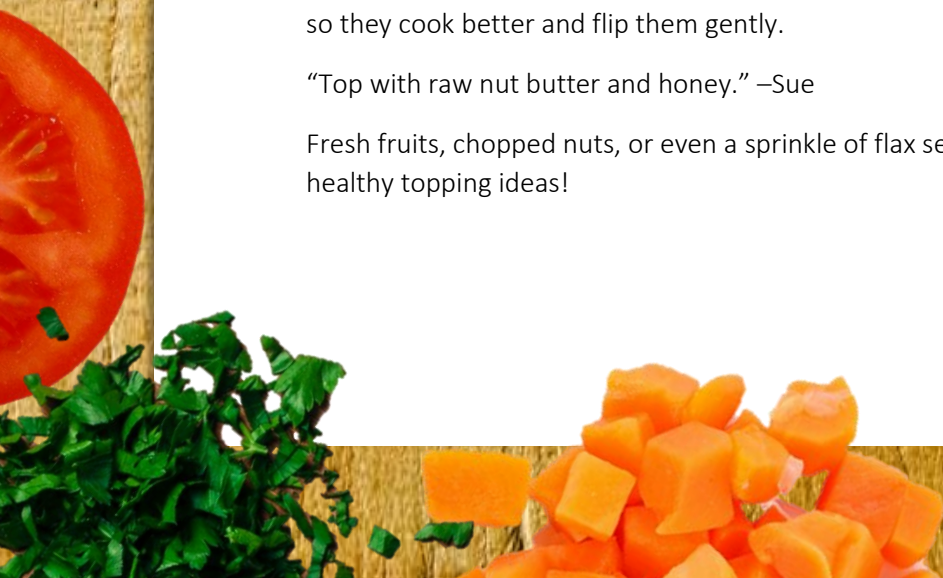 so they cook better and flip them gently.
“Top with raw nut butter and honey.” –Sue
Fresh fruits, chopped nuts, or even a sprinkle of flax
healthy topping ideas!